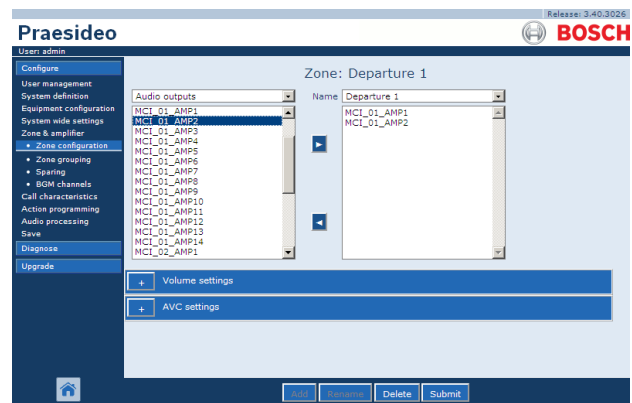 Release: 3.40.3026
Praesideo
BOSCH
User: admin
Configure
User management
System definition
Equipment configuration
System wide settings
Zone & amplifier
• Zone configuration
• Zone grouping
• Sparing
• BGM channels
Call characteristics
Action programming
Audio processing
Save
Diagnose
Upgrade
Zone: Departure 1
Audio outputs
Name Departure 1
MCI_01_AMP1
MCI_01_AMP2
MCI_01_AMP3
MCI_01_AMP4
MCI_01_AMP5
MCI_01_AMP6
MCI_01_AMP7
MCI_01_AMP8
MCI_01_AMP9
MCI_01_AMP10
MCI_01_AMP11
MCI_01_AMP12
MCI_01_AMP13
MCI_01_AMP14
MCI_02_AMP1
MCI_01_AMP1
MCI_01_AMP2
+ Volume settings
+ AVC settings
Add Rename Delete Submit